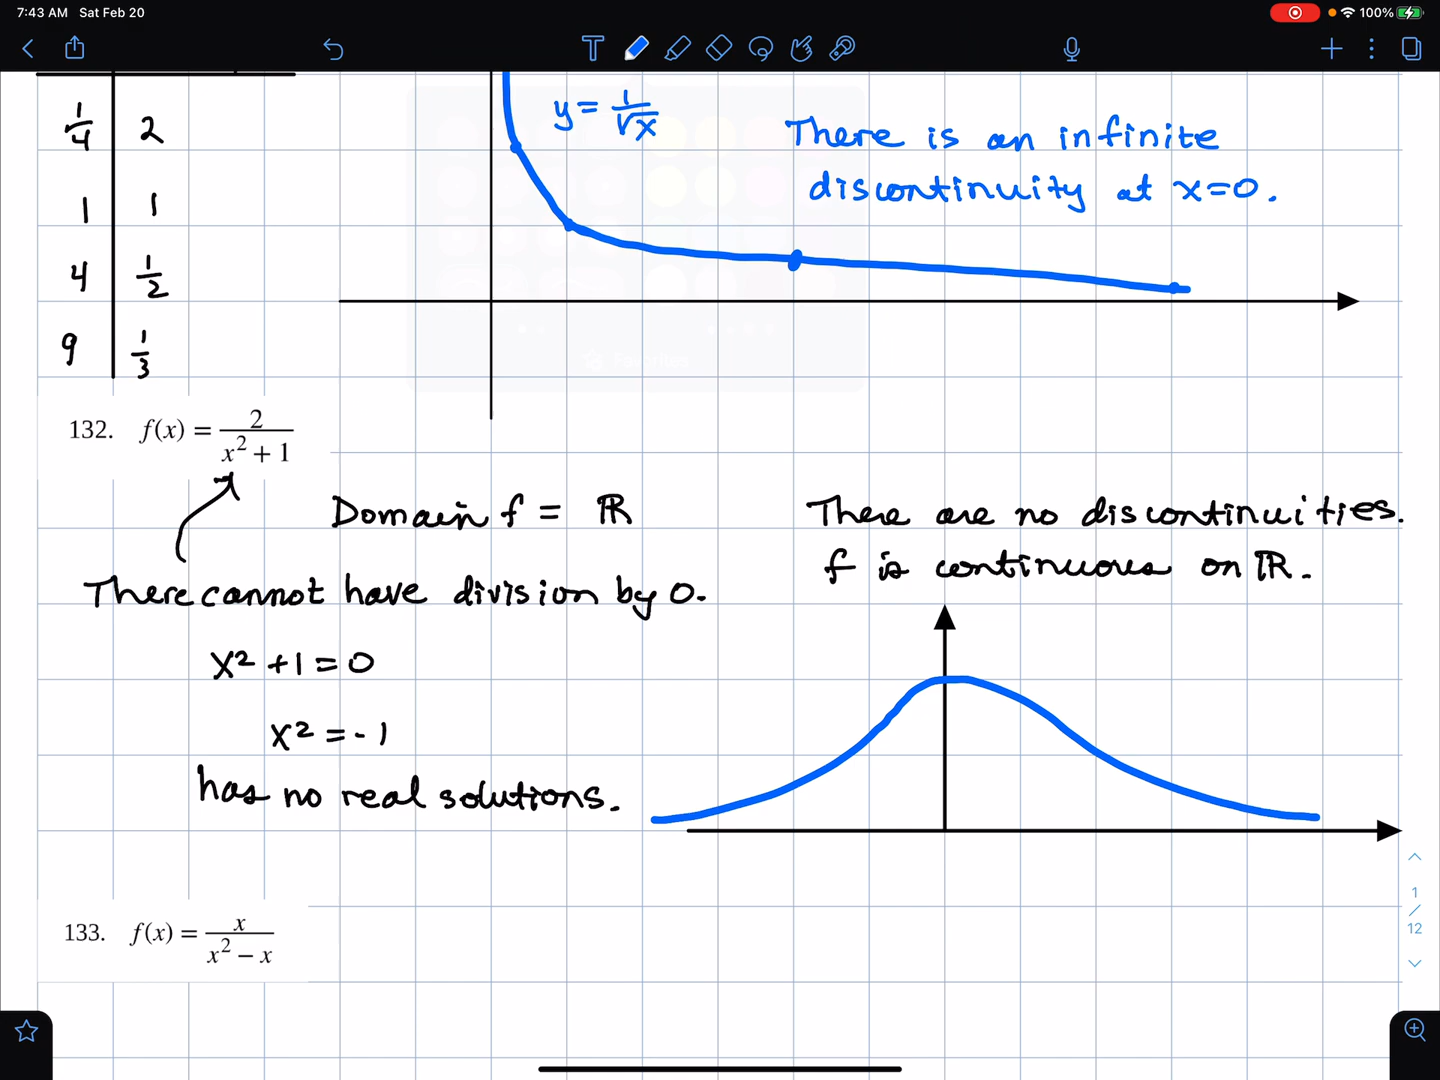 7:43 AM Sat Feb 20
100%
T
y = 1/√x
There is an infinite
discontinuity at x=0.
1/4 2
1 1
4 1/2
9 1/3
132. f(x) = 2/(x² + 1)
Domain f = ℝ
There are no discontinuities.
f is continuous on ℝ.
There cannot have division by 0.
x² + 1 = 0
x² = -1
has no real solutions.
133. f(x) = x/(x² − x)
1
/
12